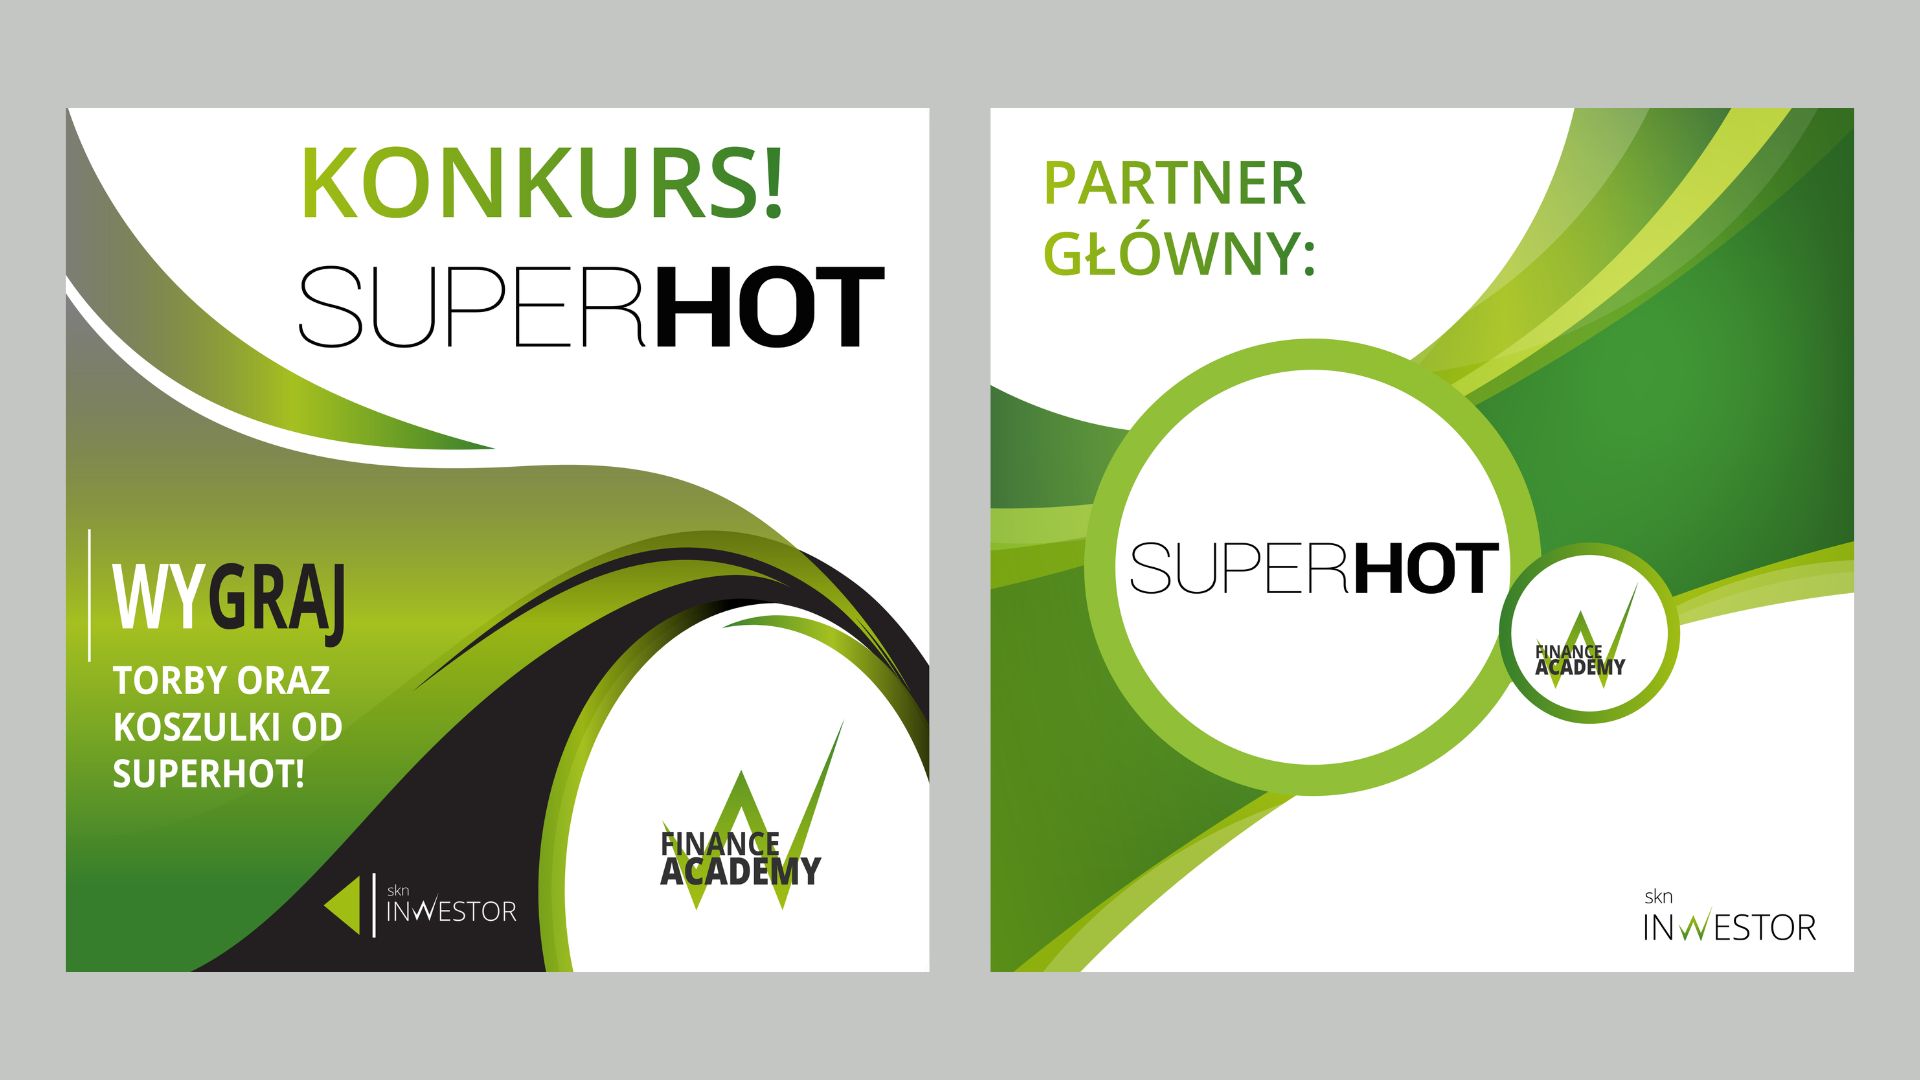 KONKURS!
SUPERHOT
WYGRAJ
TORBY ORAZ
KOSZULKI OD
SUPERHOT!
skn
INWESTOR
FINANCE
ACADEMY
PARTNER
GŁÓWNY:
SUPERHOT
FINANCE
ACADEMY
skn
INWESTOR